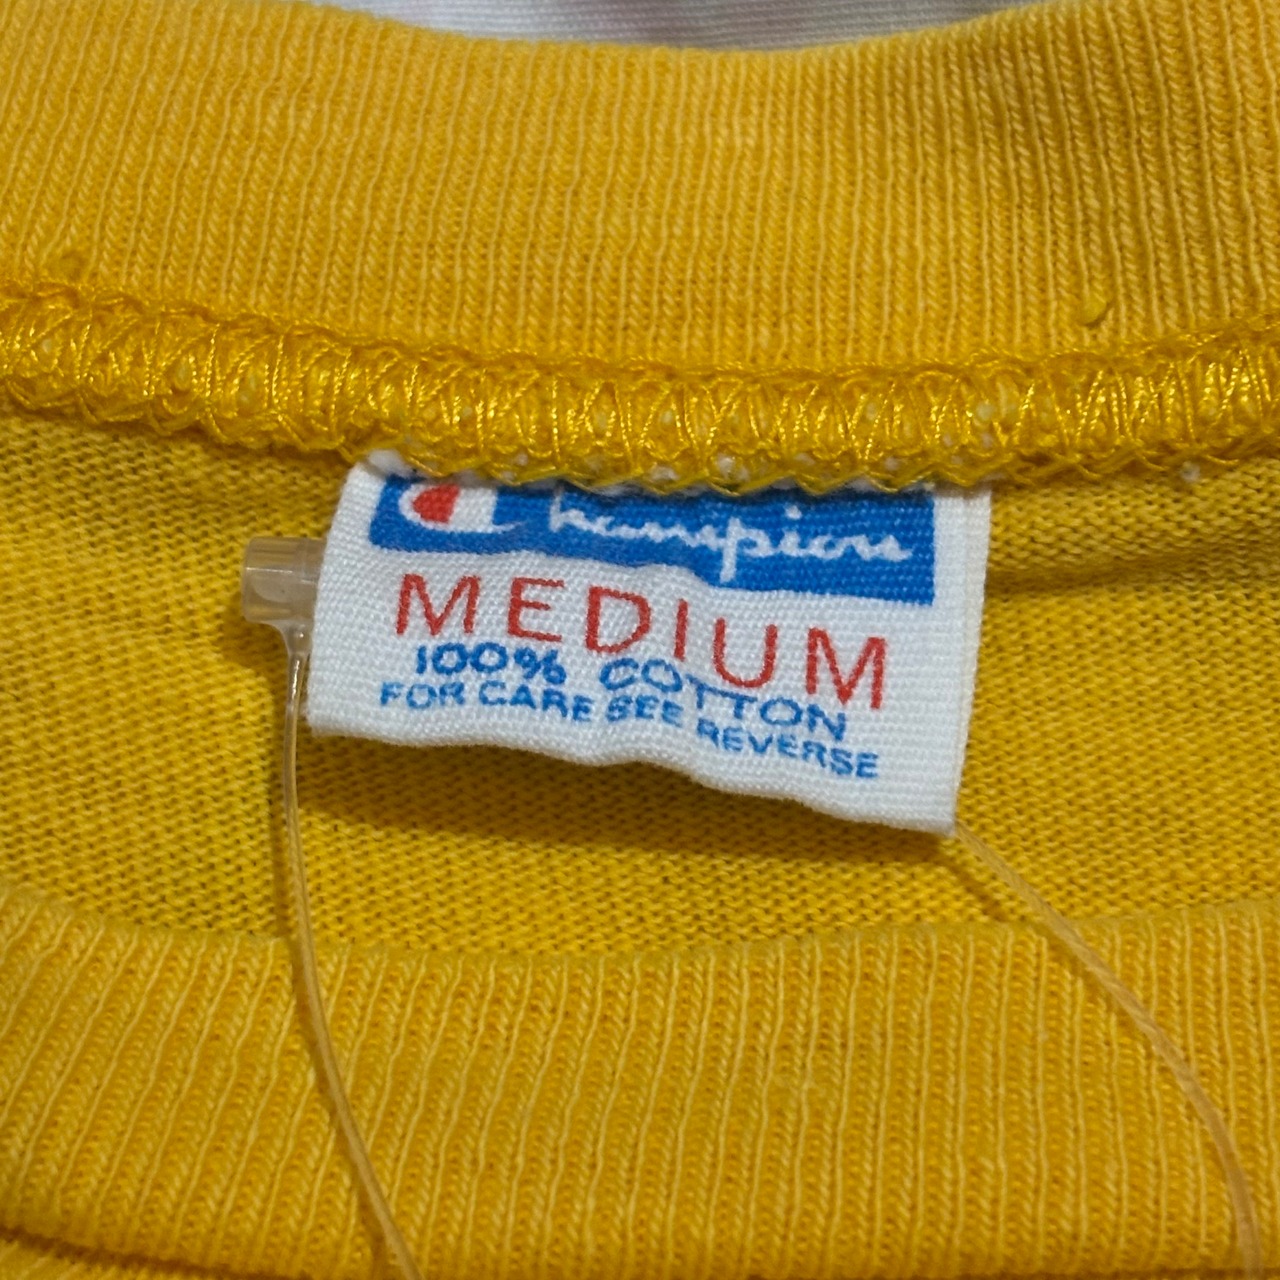 Champion
MEDIUM
100% COTTON
FOR CARE SEE REVERSE